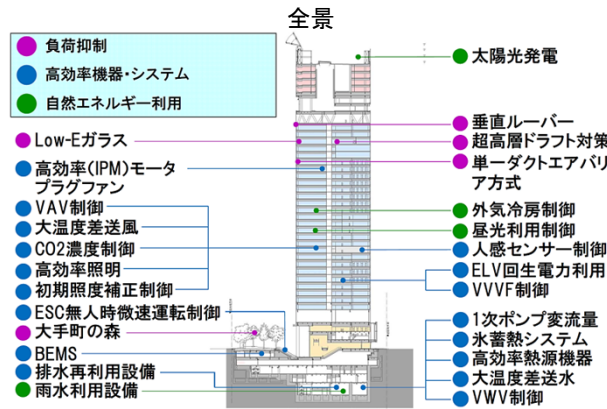 全景
負荷抑制
高効率機器・システム
自然エネルギー利用
Low-Eガラス
高効率(IPM)モータ
プラグファン
VAV制御
大温度差送風
CO2濃度制御
高効率照明
初期照度補正制御
ESC無人時微速運転制御
大手町の森
BEMS
排水再利用設備
雨水利用設備
太陽光発電
垂直ルーバー
超高層ドラフト対策
単一ダクトエアバリ
ア方式
外気冷房制御
昼光利用制御
人感センサー制御
ELV回生電力利用
VVVF制御
1次ポンプ変流量
氷蓄熱システム
高効率熱源機器
大温度差送水
VWV制御